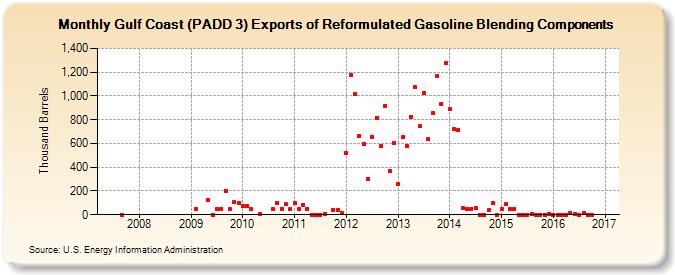 Monthly Gulf Coast (PADD 3) Exports of Reformulated Gasoline Blending Components
Thousand Barrels
1,400
1,200
1,000
800
600
400
200
0
2008 2009 2010 2011 2012 2013 2014 2015 2016 2017
Source: U.S. Energy Information Administration